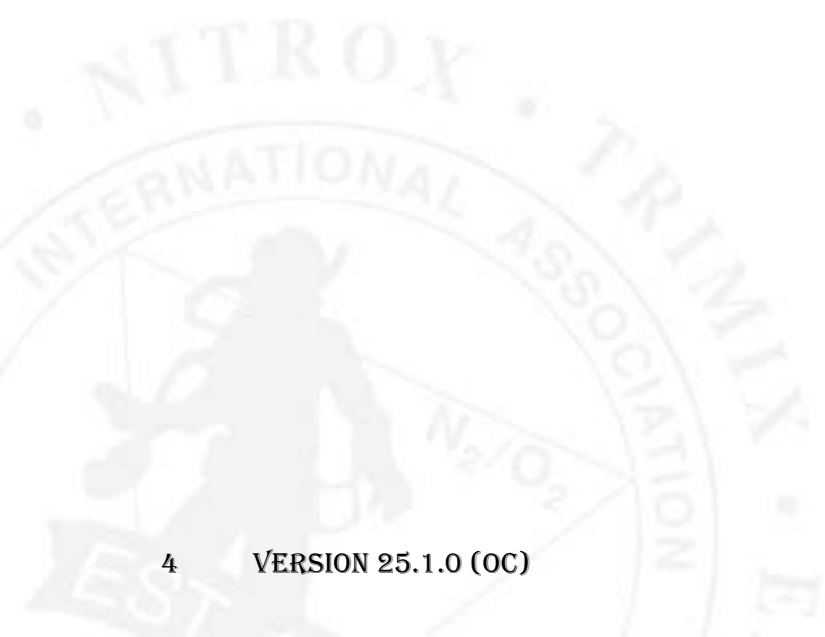 • NITROX • TRIMIX • E
INTERNATIONAL ASSOCIATION
N₂/O₂
EST
4 VERSION 25.1.0 (OC)